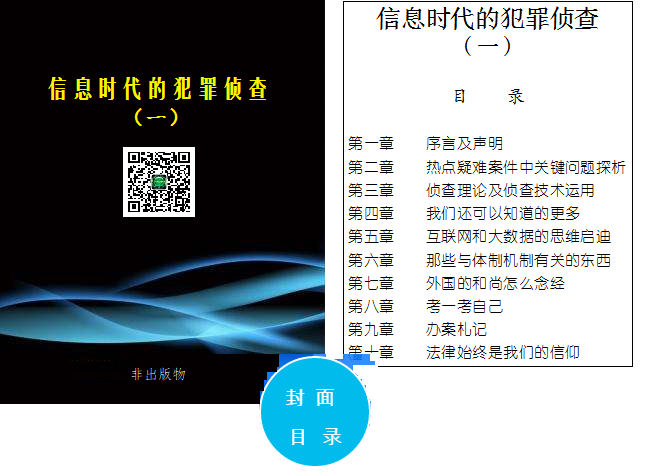 信息时代的犯罪侦查
（一）
非出版物
信息时代的犯罪侦查
（一）
目 录
第一章 序言及声明
第二章 热点疑难案件中关键问题探析
第三章 侦查理论及侦查技术运用
第四章 我们还可以知道的更多
第五章 互联网和大数据的思维启迪
第六章 那些与体制机制有关的东西
第七章 外国的和尚怎么念经
第八章 考一考自己
第九章 办案札记
第十章 法律始终是我们的信仰
封 面
目 录